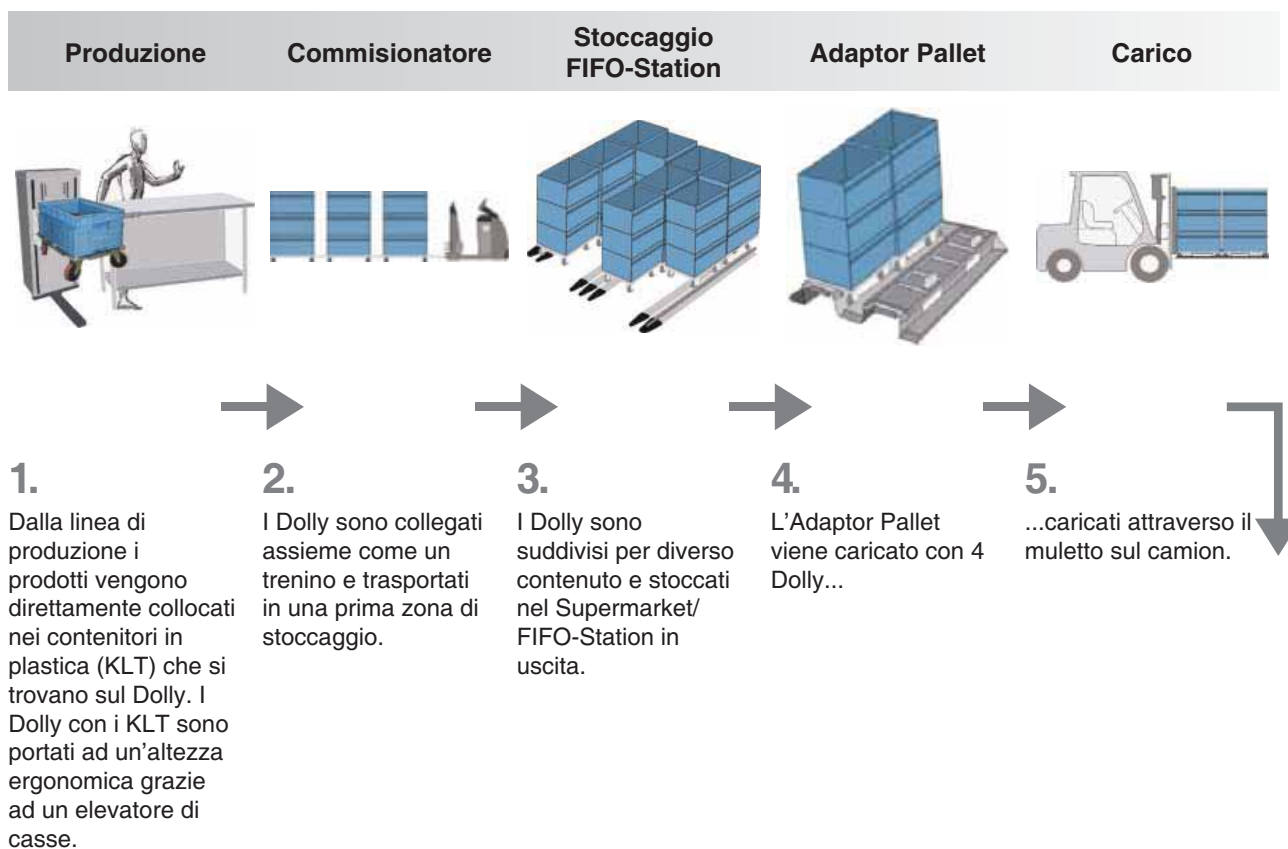 Produzione
Commisionatore
Stoccaggio
FIFO-Station
Adaptor Pallet
Carico
1.
Dalla linea di
produzione i
prodotti vengono
direttamente collocati
nei contenitori in
plastica (KLT) che si
trovano sul Dolly. I
Dolly con i KLT sono
portati ad un'altezza
ergonomica grazie
ad un elevatore di
casse.
2.
I Dolly sono collegati
assieme come un
trenino e trasportati
in una prima zona di
stoccaggio.
3.
I Dolly sono
suddivisi per diverso
contenuto e stoccati
nel Supermarket/
FIFO-Station in
uscita.
4.
L'Adaptor Pallet
viene caricato con 4
Dolly...
5.
...caricati attraverso il
muletto sul camion.